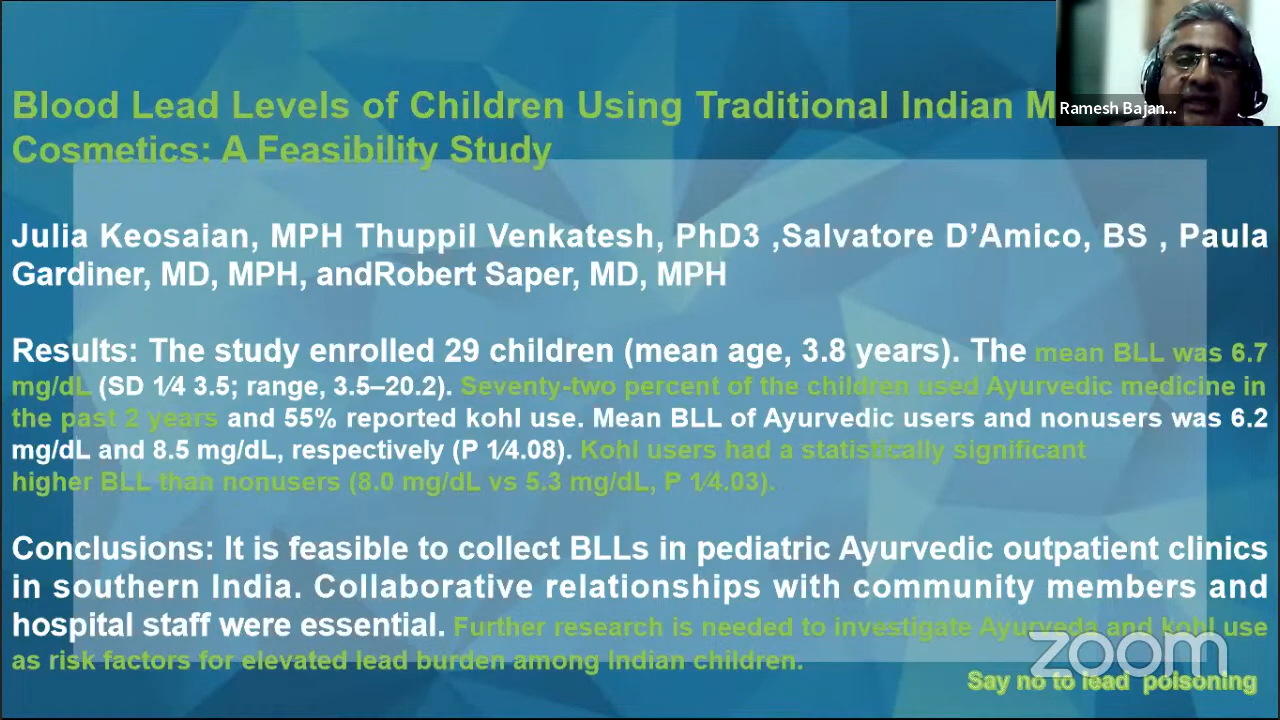 Blood Lead Levels of Children Using Traditional Indian M
Cosmetics: A Feasibility Study
Ramesh Bajan...
Julia Keosaian, MPH Thuppil Venkatesh, PhD3 ,Salvatore D’Amico, BS , Paula
Gardiner, MD, MPH, andRobert Saper, MD, MPH
Results: The study enrolled 29 children (mean age, 3.8 years). The mean BLL was 6.7
mg/dL (SD 1⁄4 3.5; range, 3.5–20.2). Seventy-two percent of the children used Ayurvedic medicine in
the past 2 years and 55% reported kohl use. Mean BLL of Ayurvedic users and nonusers was 6.2
mg/dL and 8.5 mg/dL, respectively (P 1⁄4.08). Kohl users had a statistically significant
higher BLL than nonusers (8.0 mg/dL vs 5.3 mg/dL, P 1⁄4.03).
Conclusions: It is feasible to collect BLLs in pediatric Ayurvedic outpatient clinics
in southern India. Collaborative relationships with community members and
hospital staff were essential. Further research is needed to investigate Ayurveda and kohl use
as risk factors for elevated lead burden among Indian children.
zoom
Say no to lead poisoning